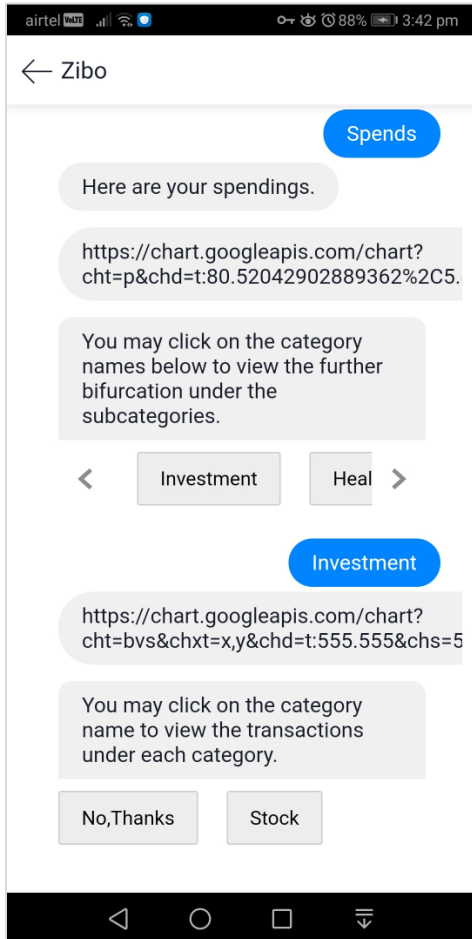 airtel VoLTE 88% 3:42 pm
Zibo
Spends
Here are your spendings.
https://chart.googleapis.com/chart?
cht=p&chd=t:80.52042902889362%2C5.
You may click on the category
names below to view the further
bifurcation under the
subcategories.
Investment Heal
Investment
https://chart.googleapis.com/chart?
cht=bvs&chxt=x,y&chd=t:555.555&chs=5
You may click on the category
name to view the transactions
under each category.
No,Thanks Stock